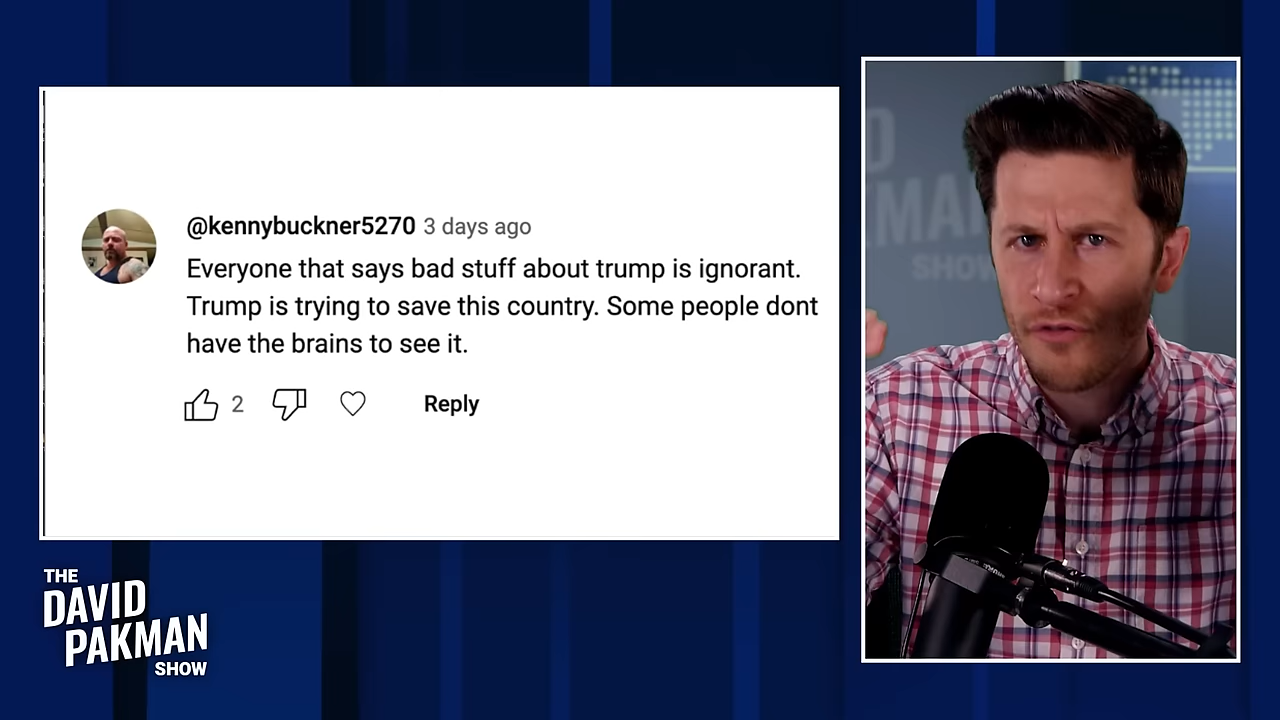 @kennybuckner5270 3 days ago
Everyone that says bad stuff about trump is ignorant.
Trump is trying to save this country. Some people dont
have the brains to see it.
2
Reply
THE
DAVID
PAKMAN
SHOW